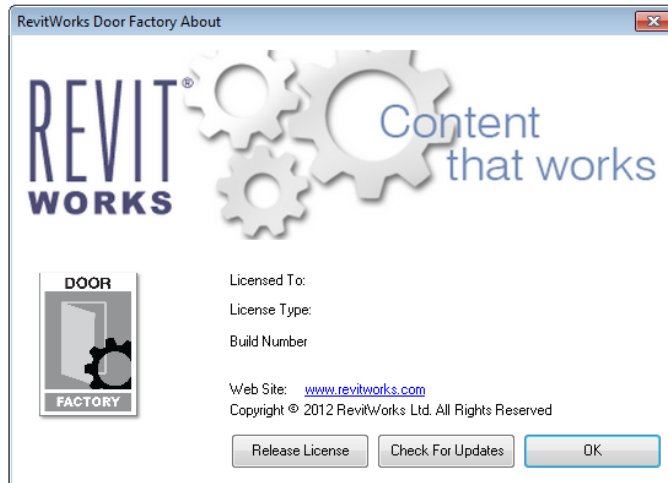 RevitWorks Door Factory About
REVIT®
WORKS
Content
that works
DOOR
FACTORY
Licensed To:
License Type:
Build Number
Web Site: www.revitworks.com
Copyright © 2012 RevitWorks Ltd. All Rights Reserved
Release License Check For Updates OK